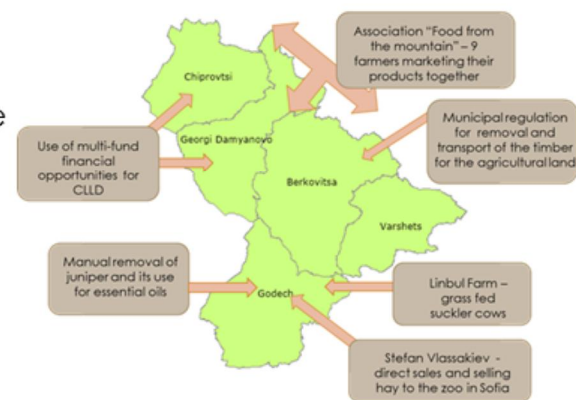 Association “Food from
the mountain” – 9
farmers marketing their
products together
Chiprovtsi
e
Municipal regulation
for removal and
transport of the timber
for the agricultural land
Use of multi-fund
financial
opportunities for
CLLD
Georgi Damyanovo
Berkovitsa
Varshets
Manual removal of
juniper and its use
for essential oils
Godech
Linbul Farm –
grass fed
suckler cows
Stefan Vlassakiev -
direct sales and selling
hay to the zoo in Sofia